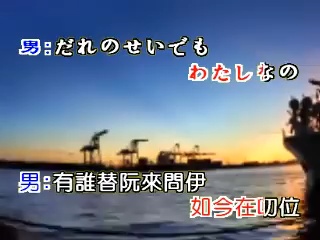 男:だれのせいでも
わたしなの
男:有誰替阮來問伊
如今在叨位